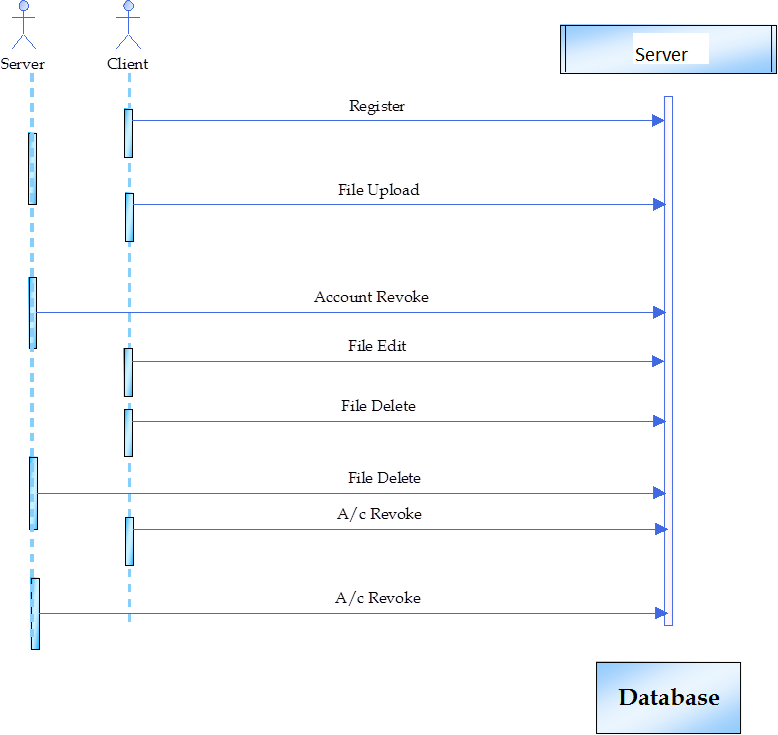 Server
Client
Server
Register
File Upload
Account Revoke
File Edit
File Delete
File Delete
A/c Revoke
A/c Revoke
Database